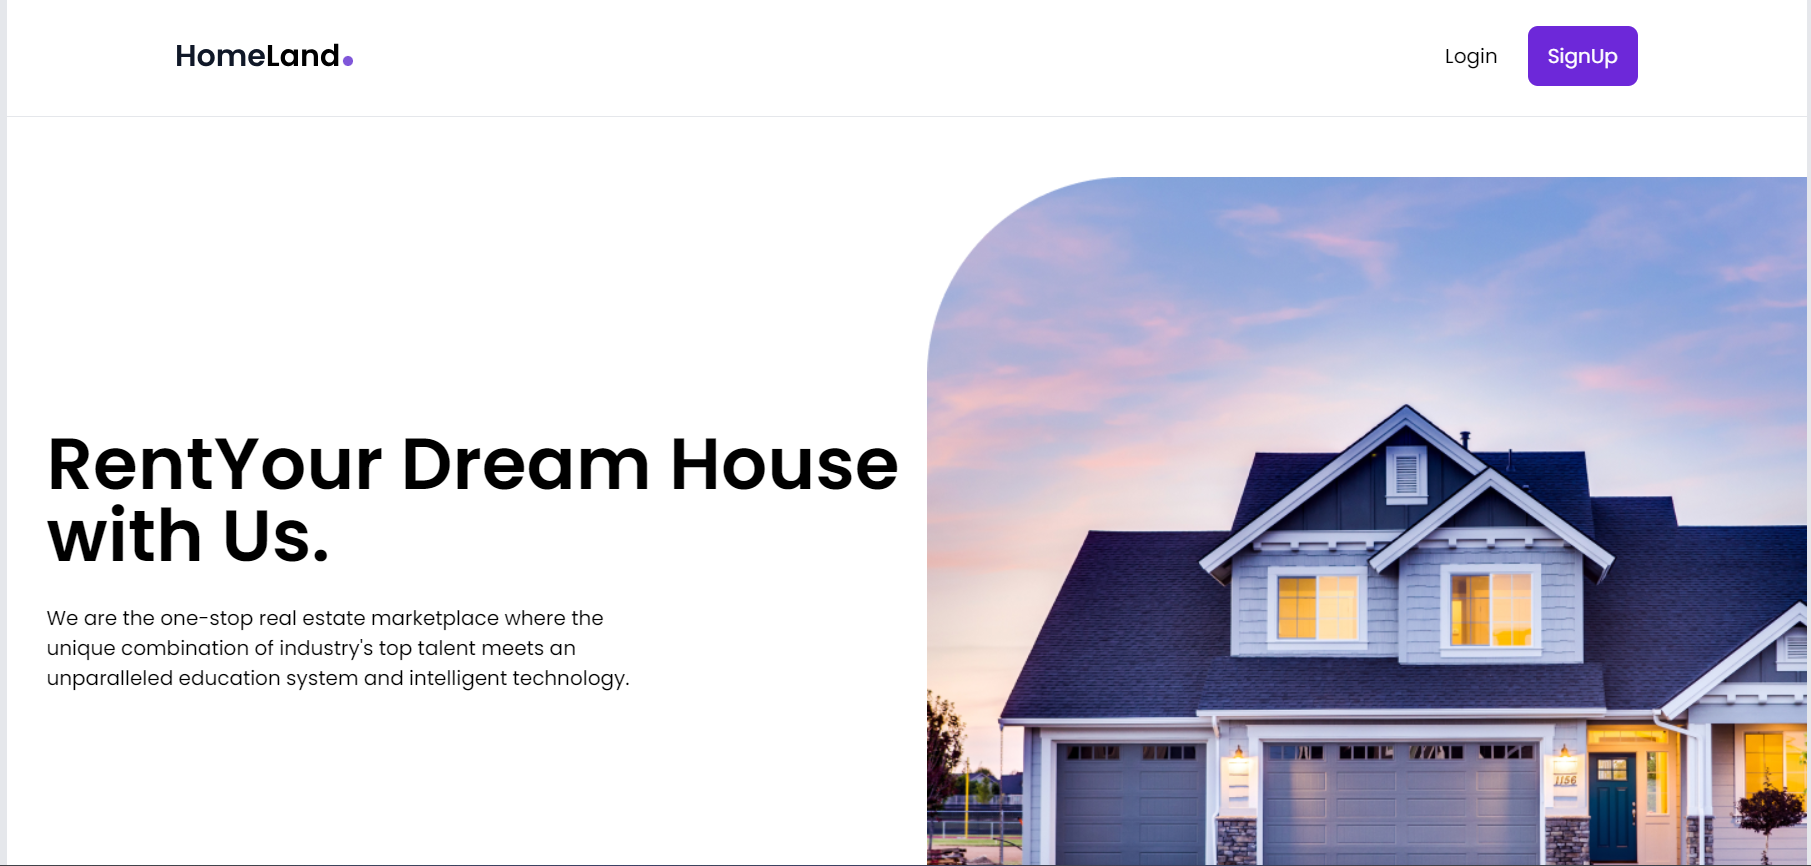 HomeLand.
Login
SignUp
RentYour Dream House
with Us.
We are the one-stop real estate marketplace where the
unique combination of industry's top talent meets an
unparalleled education system and intelligent technology.
1156